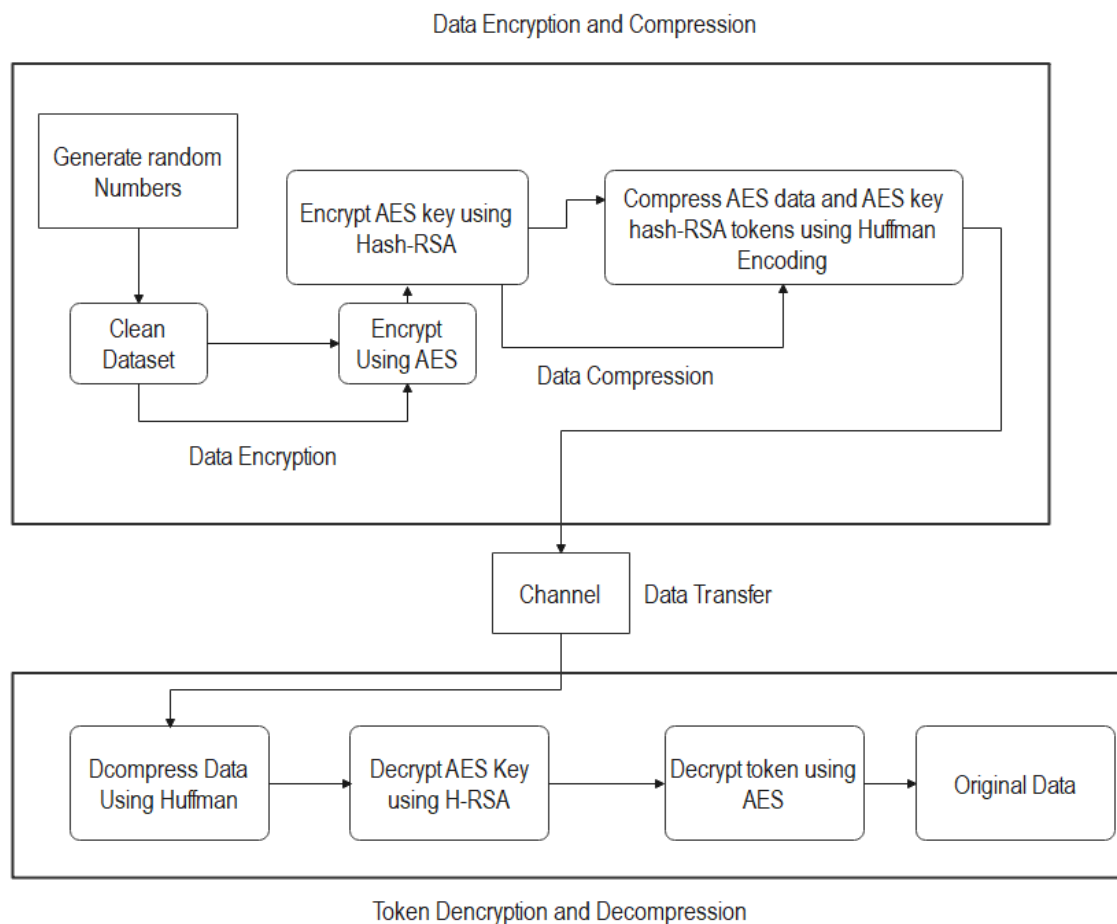 Data Encryption and Compression
Generate random
Numbers
Encrypt AES key using
Hash-RSA
Compress AES data and AES key
hash-RSA tokens using Huffman
Encoding
Clean
Dataset
Encrypt
Using AES
Data Compression
Data Encryption
Channel
Data Transfer
Dcompress Data
Using Huffman
Decrypt AES Key
using H-RSA
Decrypt token using
AES
Original Data
Token Dencryption and Decompression